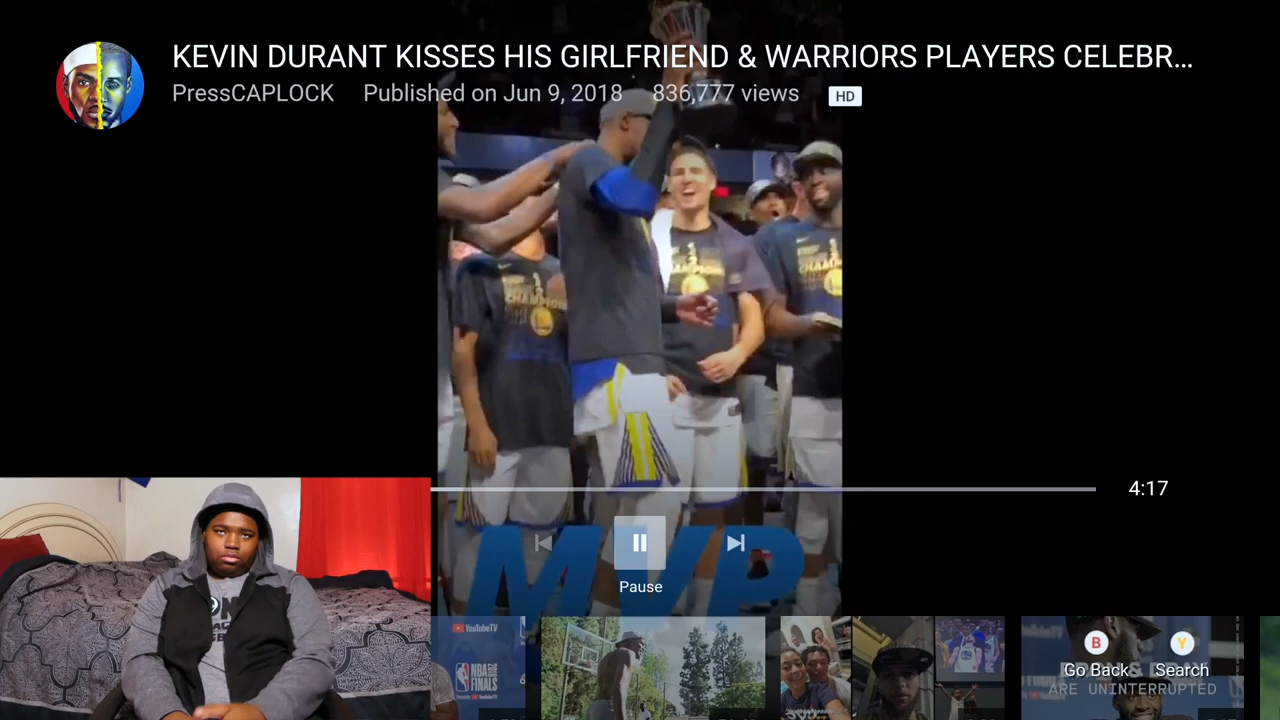 KEVIN DURANT KISSES HIS GIRLFRIEND & WARRIORS PLAYERS CELEBR...
PressCAPLOCK Published on Jun 9, 2018 836,777 views HD
CHAMPIONS
4:17
MVP
Pause
YouTubeTV
NBA
FINALS
B Y
Go Back Search
ARE UNINTERRUPTED